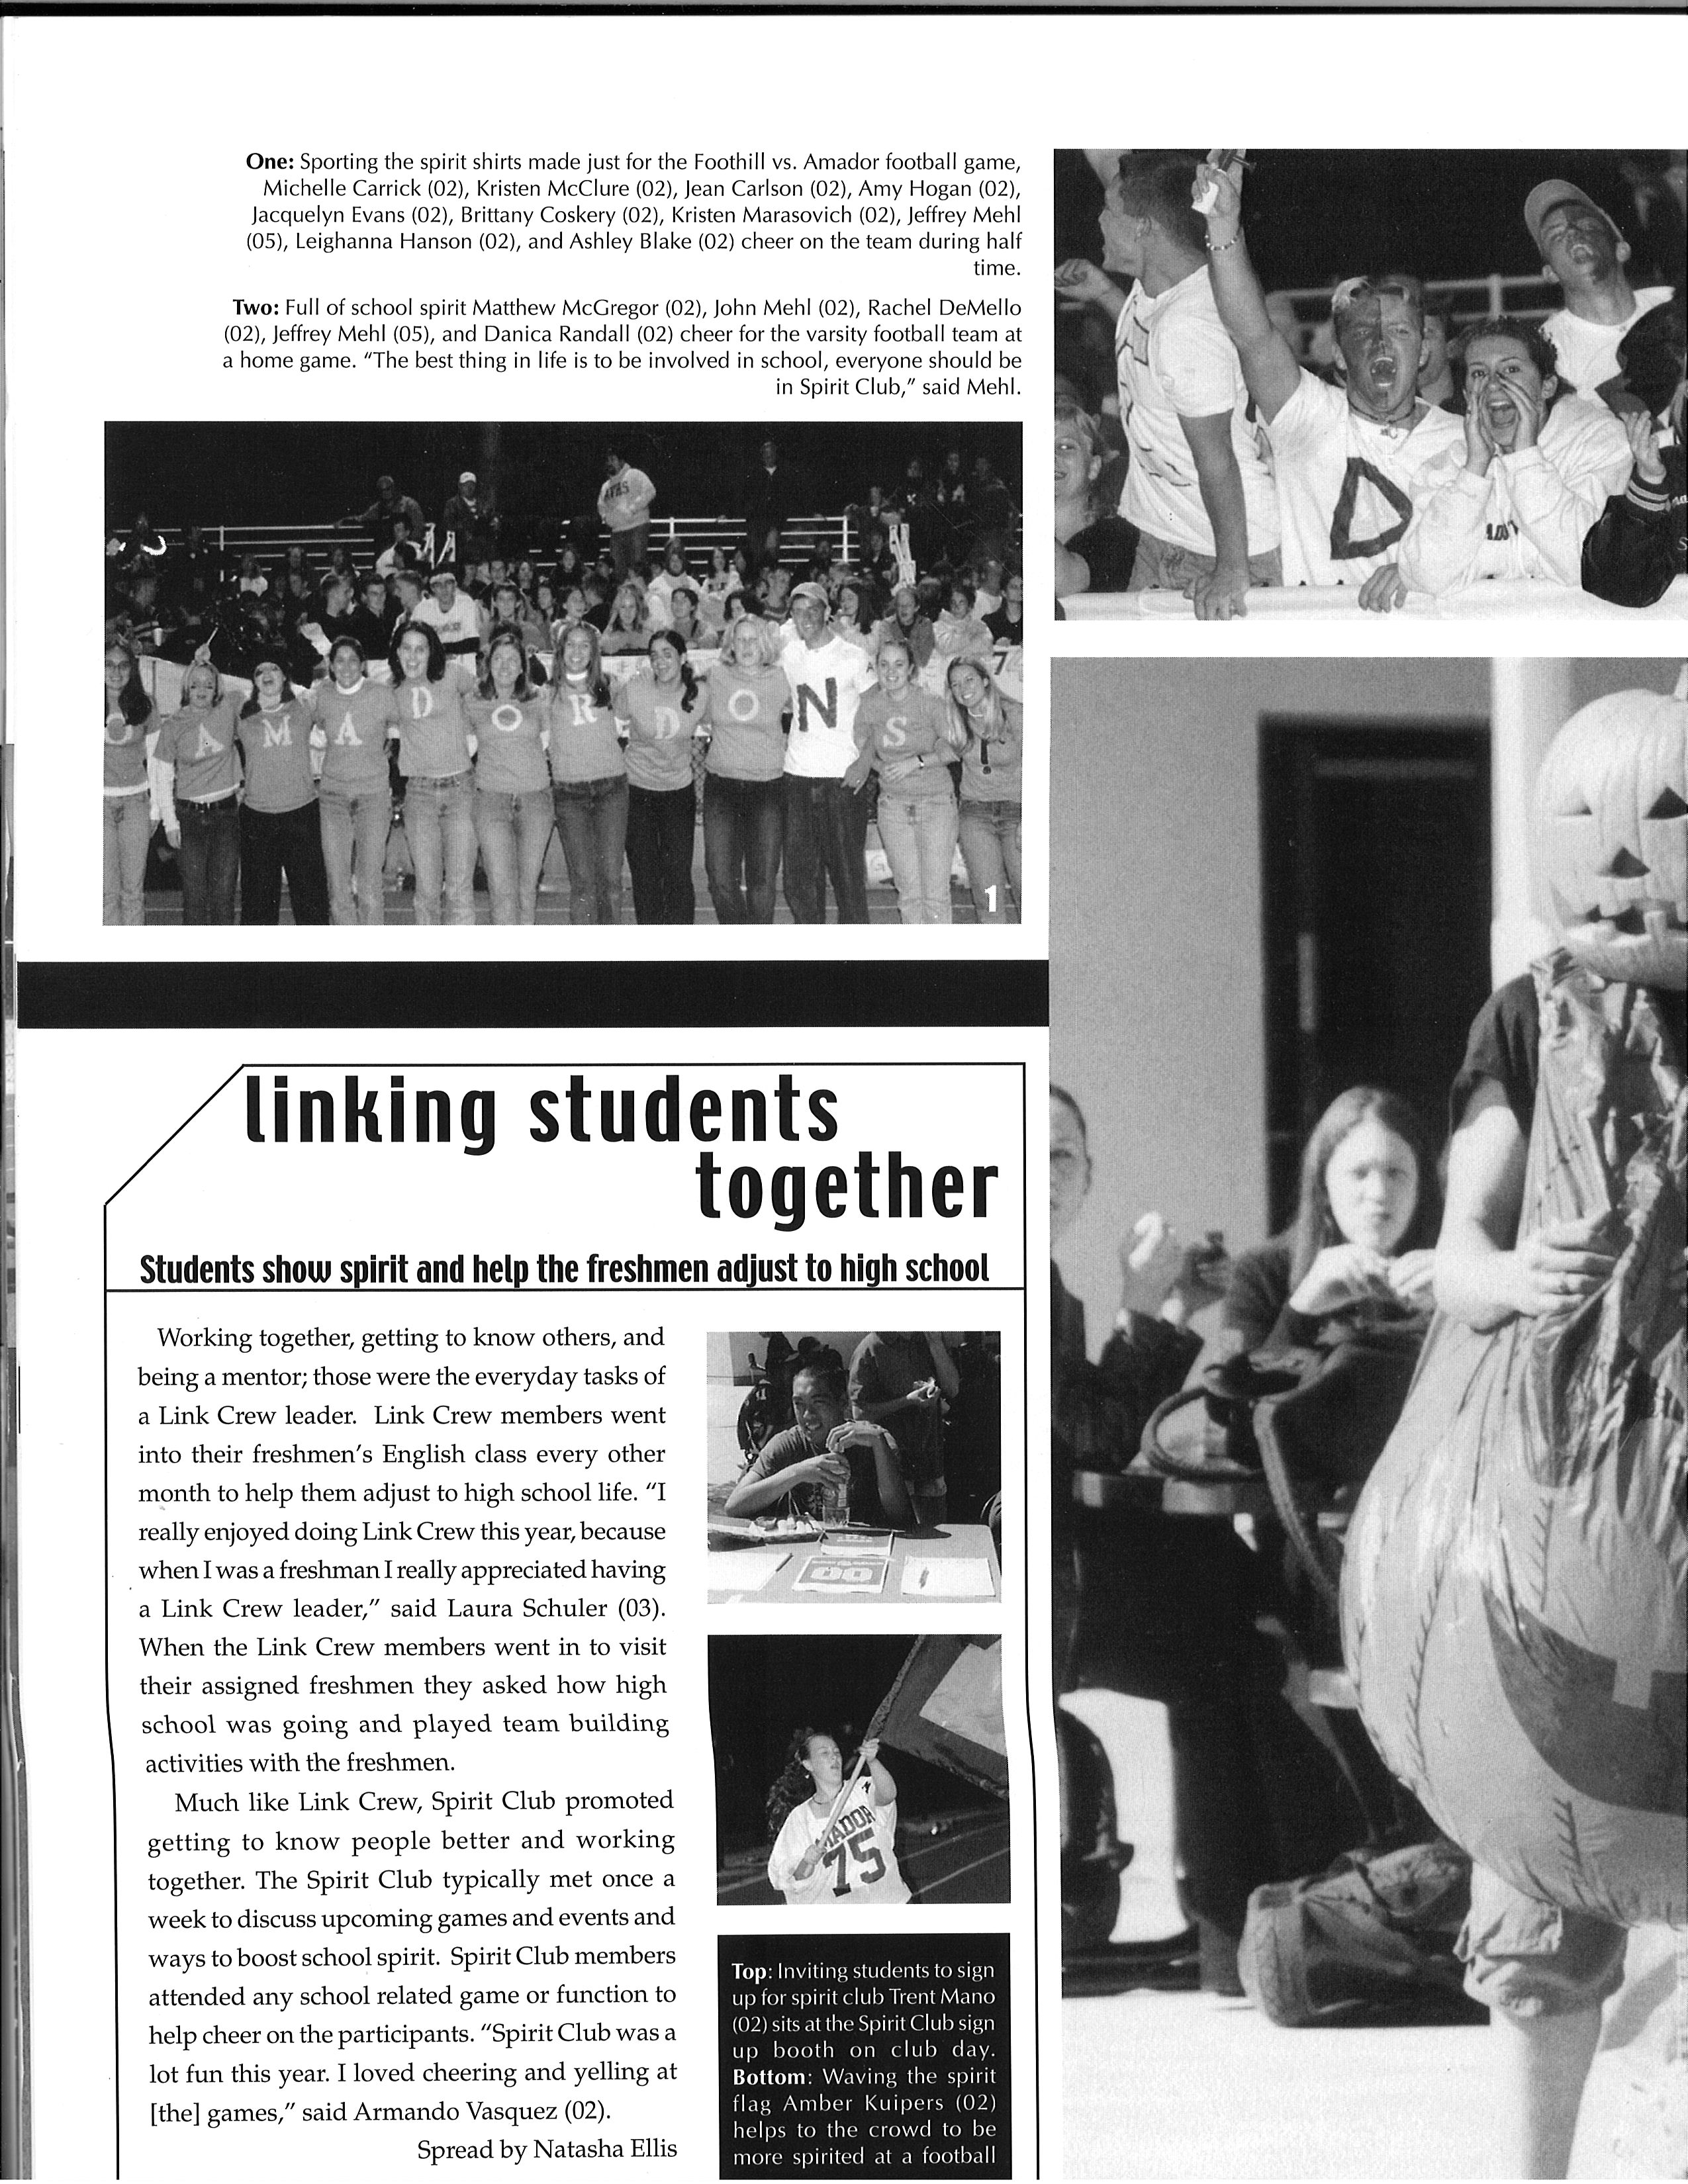 One: Sporting the spirit shirts made just for the Foothill vs. Amador football game,
Michelle Carrick (02), Kristen McClure (02), Jean Carlson (02), Amy Hogan (02),
Jacquelyn Evans (02), Brittany Coskery (02), Kristen Marasovich (02), Jeffrey Mehl
(05), Leighanna Hanson (02), and Ashley Blake (02) cheer on the team during half
time.
Two: Full of school spirit Matthew McGregor (02), John Mehl (02), Rachel DeMello
(02), Jeffrey Mehl (05), and Danica Randall (02) cheer for the varsity football team at
a home game. “The best thing in life is to be involved in school, everyone should be
in Spirit Club,” said Mehl.
D
AVHS
7
A M A D O R D O N S
1
linking students
together
Students show spirit and help the freshmen adjust to high school
Working together, getting to know others, and
being a mentor; those were the everyday tasks of
a Link Crew leader. Link Crew members went
into their freshmen’s English class every other
month to help them adjust to high school life. “I
really enjoyed doing Link Crew this year, because
when I was a freshman I really appreciated having
a Link Crew leader,” said Laura Schuler (03).
When the Link Crew members went in to visit
their assigned freshmen they asked how high
school was going and played team building
activities with the freshmen.
Much like Link Crew, Spirit Club promoted
getting to know people better and working
together. The Spirit Club typically met once a
week to discuss upcoming games and events and
ways to boost school spirit. Spirit Club members
attended any school related game or function to
help cheer on the participants. “Spirit Club was a
lot fun this year. I loved cheering and yelling at
[the] games,” said Armando Vasquez (02).
Spread by Natasha Ellis
MADOR
75
Top: Inviting students to sign
up for spirit club Trent Mano
(02) sits at the Spirit Club sign
up booth on club day.
Bottom: Waving the spirit
flag Amber Kuipers (02)
helps to the crowd to be
more spirited at a football